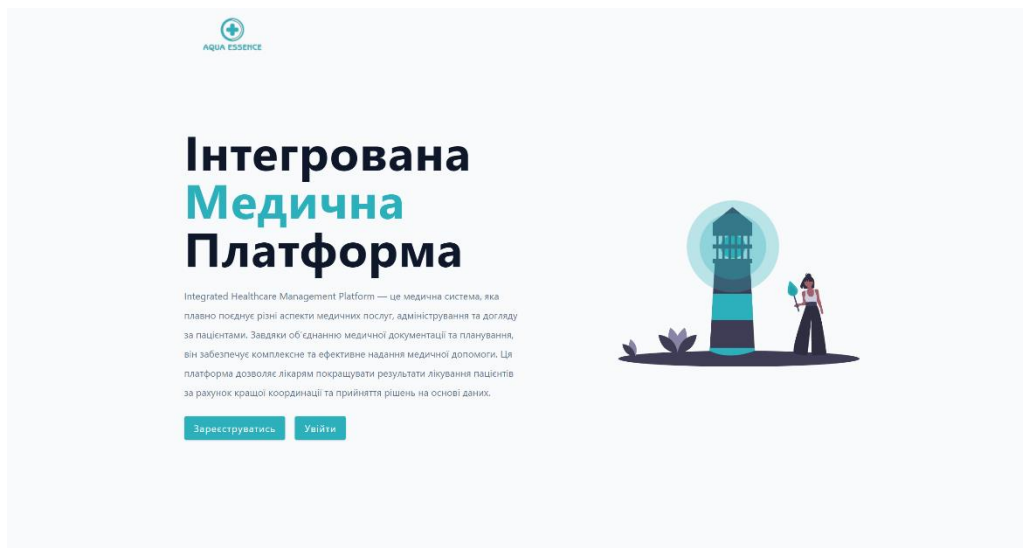 AQUA ESSENCE
Інтегрована
Медична
Платформа
Integrated Healthcare Management Platform — це медична система, яка
плавно поєднує різні аспекти медичних послуг, адміністрування та догляду
за пацієнтами. Завдяки об'єднанню медичної документації та планування,
він забезпечує комплексне та ефективне надання медичної допомоги. Ця
платформа дозволяє лікарям покращувати результати лікування пацієнтів
за рахунок кращої координації та прийняття рішень на основі даних.
Зареєструватись Увійти